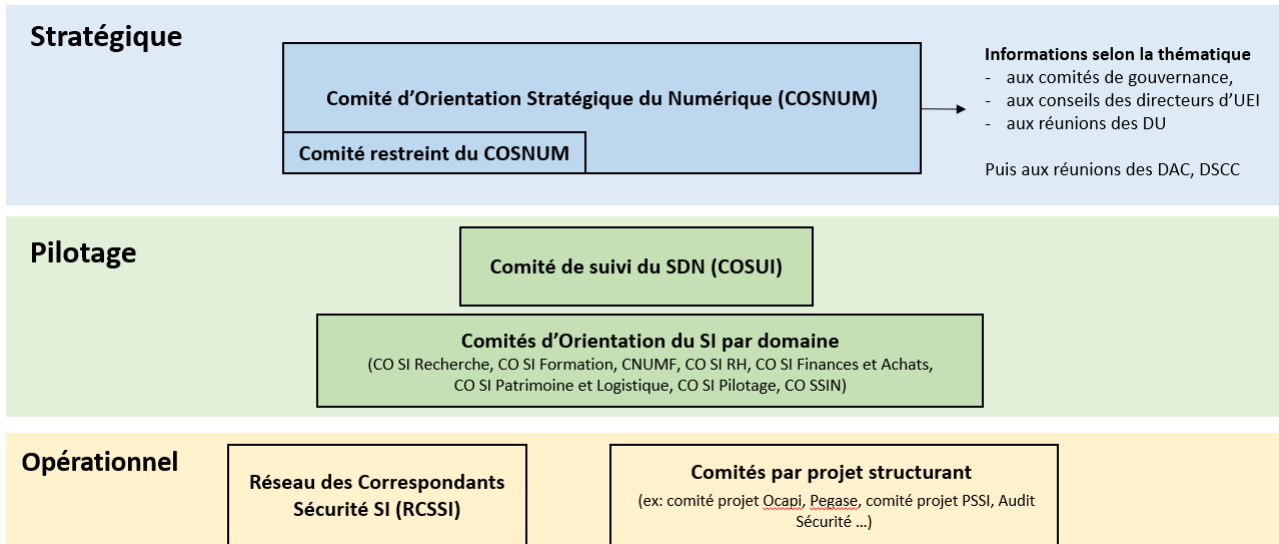 Stratégique
Comité d’Orientation Stratégique du Numérique (COSNUM)
Comité restreint du COSNUM
Informations selon la thématique
- aux comités de gouvernance,
- aux conseils des directeurs d’UEI
- aux réunions des DU
Puis aux réunions des DAC, DSCC
Pilotage
Comité de suivi du SDN (COSUI)
Comités d’Orientation du SI par domaine
(CO SI Recherche, CO SI Formation, CNUMF, CO SI RH, CO SI Finances et Achats,
CO SI Patrimoine et Logistique, CO SI Pilotage, CO SSIN)
Opérationnel
Réseau des Correspondants
Sécurité SI (RCSSI)
Comités par projet structurant
(ex: comité projet Ocapi, Pegase, comité projet PSSI, Audit
Sécurité …)